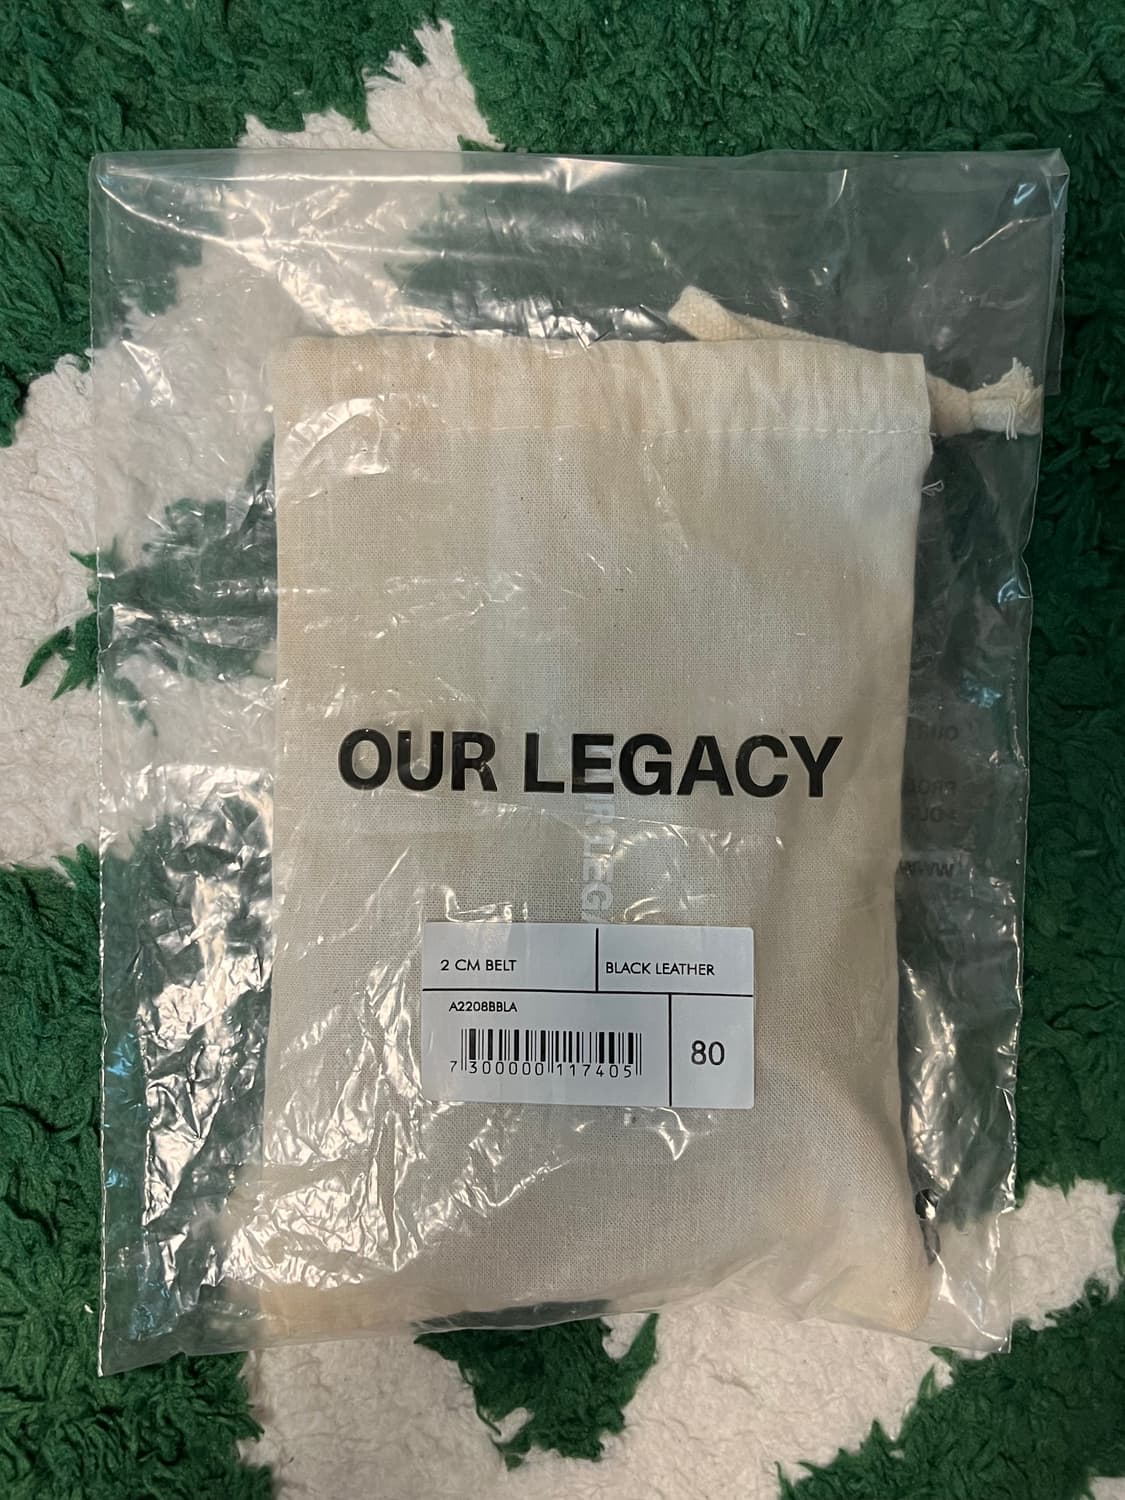 OUR LEGACY
2 CM BELT
BLACK LEATHER
A2208BBLA
7 300000 117405
80